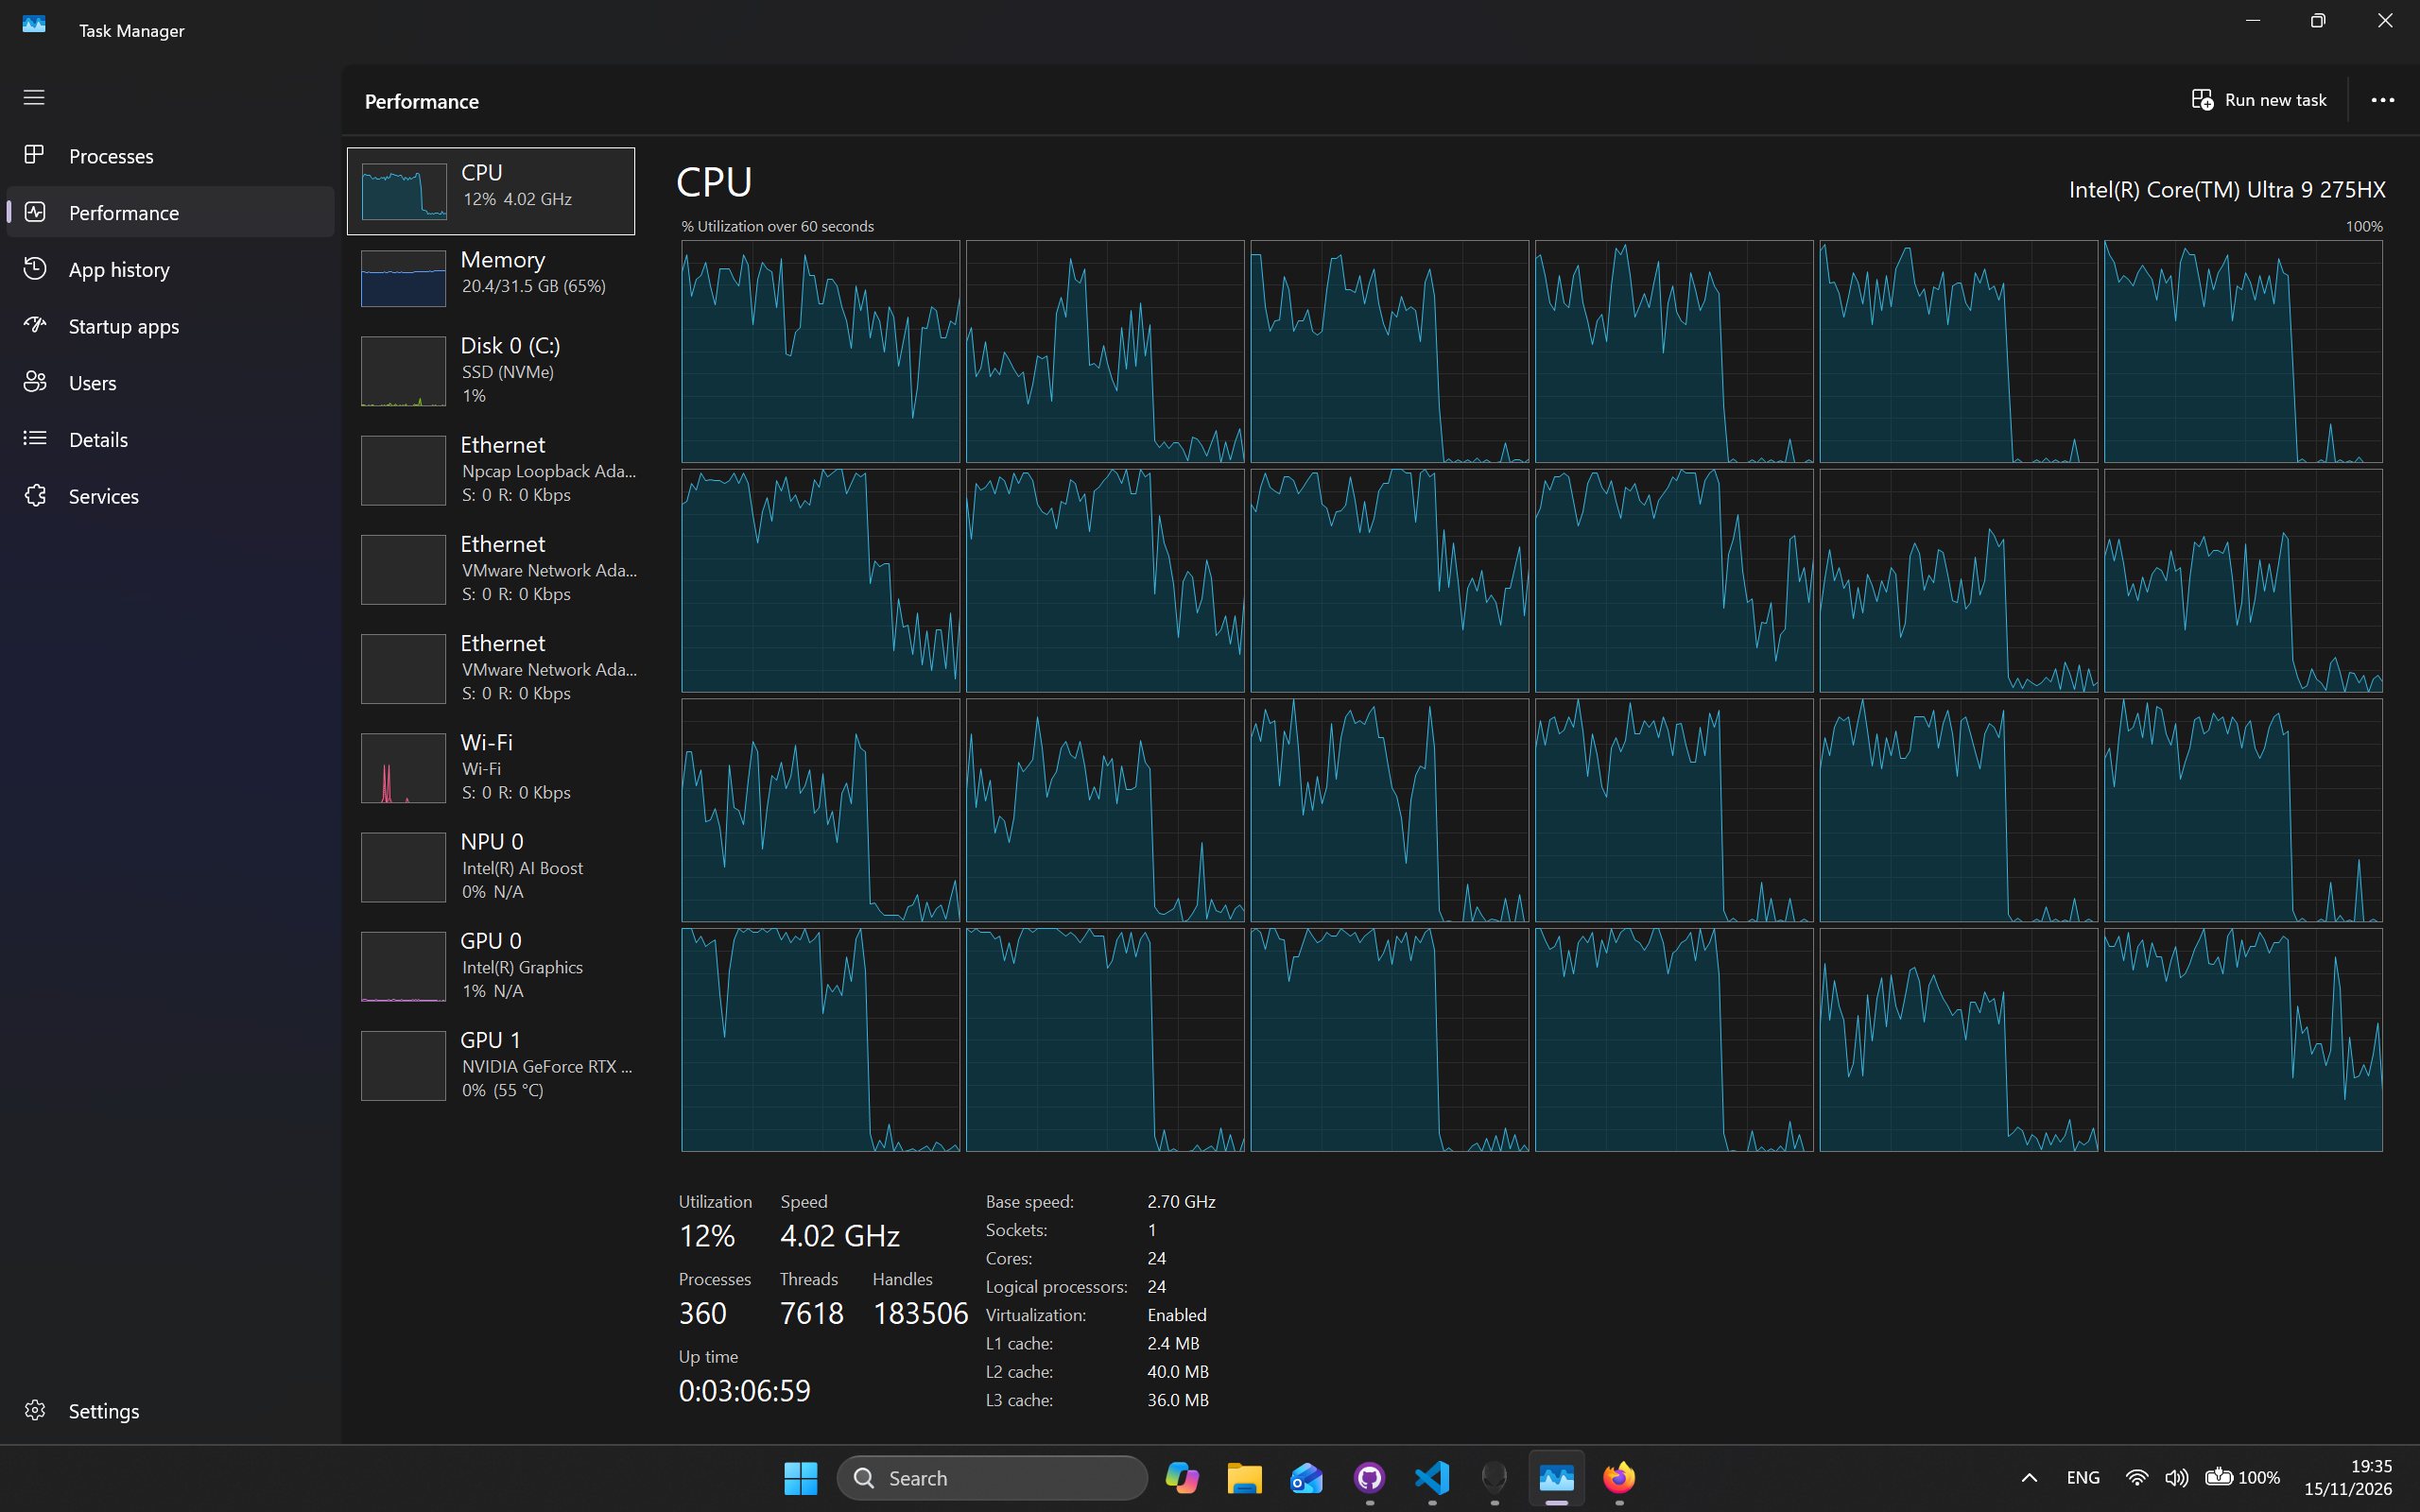 Task Manager
Performance
Run new task
Processes
Performance
App history
Startup apps
Users
Details
Services
Settings
CPU
12% 4.02 GHz
Memory
20.4/31.5 GB (65%)
Disk 0 (C:)
SSD (NVMe)
1%
Ethernet
Npcap Loopback Ada...
S: 0 R: 0 Kbps
Ethernet
VMware Network Ada...
S: 0 R: 0 Kbps
Ethernet
VMware Network Ada...
S: 0 R: 0 Kbps
Wi-Fi
Wi-Fi
S: 0 R: 0 Kbps
NPU 0
Intel(R) AI Boost
0% N/A
GPU 0
Intel(R) Graphics
1% N/A
GPU 1
NVIDIA GeForce RTX ...
0% (55 °C)
CPU
Intel(R) Core(TM) Ultra 9 275HX
% Utilization over 60 seconds
100%
Utilization
12%
Speed
4.02 GHz
Processes
360
Threads
7618
Handles
183506
Up time
0:03:06:59
Base speed: 2.70 GHz
Sockets: 1
Cores: 24
Logical processors: 24
Virtualization: Enabled
L1 cache: 2.4 MB
L2 cache: 40.0 MB
L3 cache: 36.0 MB
Search
ENG
100%
19:35
15/11/2026